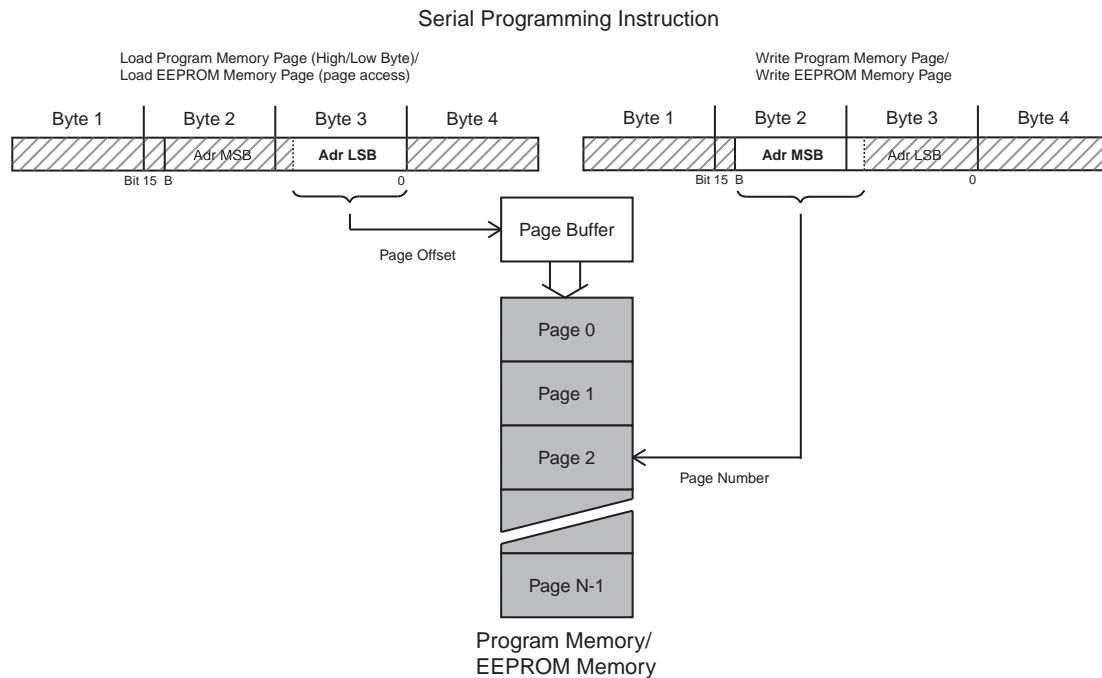 Serial Programming Instruction
Load Program Memory Page (High/Low Byte)/
Load EEPROM Memory Page (page access)
Write Program Memory Page/
Write EEPROM Memory Page
Byte 1 Byte 2 Byte 3 Byte 4
Byte 1 Byte 2 Byte 3 Byte 4
Adr MSB Adr LSB
Adr MSB Adr LSB
Bit 15 B 0
Bit 15 B 0
Page Buffer
Page Offset
Page 0
Page 1
Page 2
Page Number
Page N-1
Program Memory/
EEPROM Memory